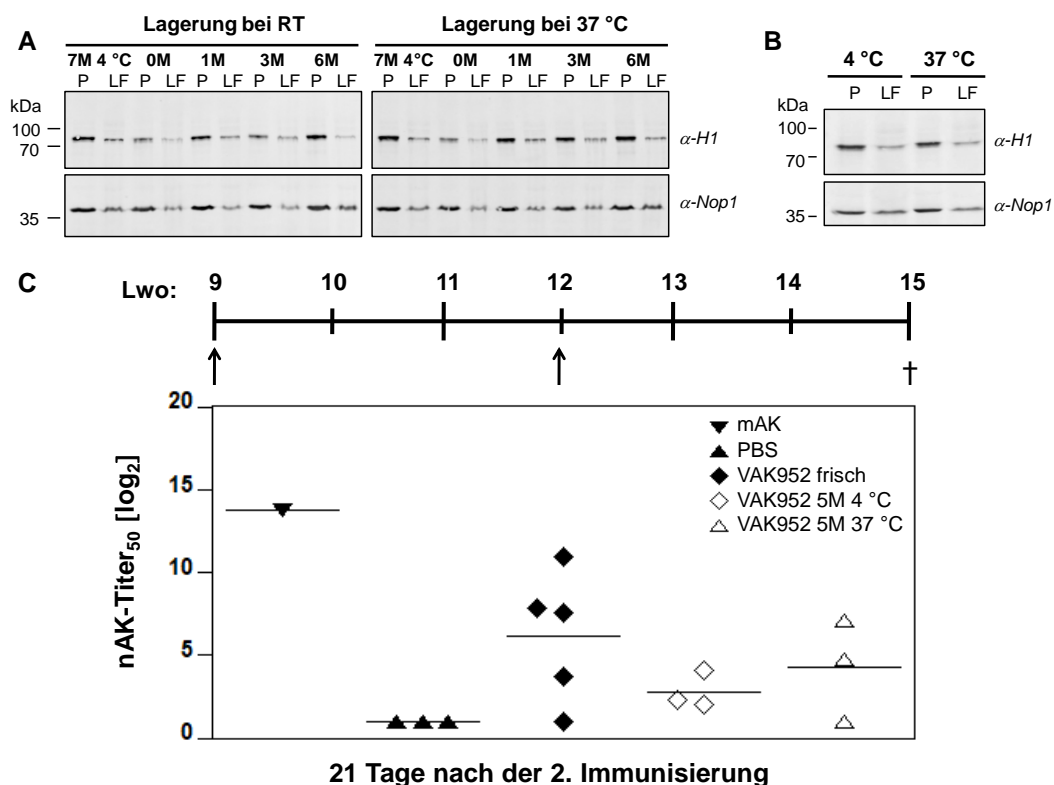 A
Lagerung bei RT
Lagerung bei 37 °C
7M 4 °C 0M 1M 3M 6M
7M 4°C 0M 1M 3M 6M
P LF P LF P LF P LF P LF
P LF P LF P LF P LF P LF
kDa
100
70
α-H1
35
α-Nop1
B
4 °C 37 °C
P LF P LF
kDa
100
70
α-H1
35
α-Nop1
C
Lwo: 9 10 11 12 13 14 15
†
nAK-Titer50 [log2]
20
15
10
5
0
mAK
PBS
VAK952 frisch
VAK952 5M 4 °C
VAK952 5M 37 °C
21 Tage nach der 2. Immunisierung